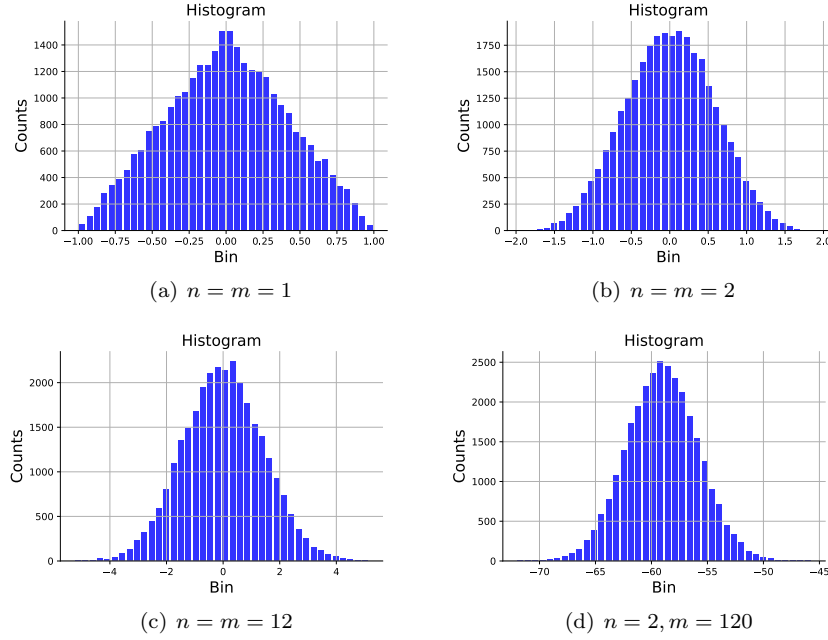 Histogram
1400
1200
1000
800
600
400
200
0
Counts
−1.00 −0.75 −0.50 −0.25 0.00 0.25 0.50 0.75 1.00
Bin
(a) n = m = 1
Histogram
1750
1500
1250
1000
750
500
250
0
Counts
−2.0 −1.5 −1.0 −0.5 0.0 0.5 1.0 1.5 2.0
Bin
(b) n = m = 2
Histogram
2000
1500
1000
500
0
Counts
−4 −2 0 2 4
Bin
(c) n = m = 12
Histogram
2500
2000
1500
1000
500
0
Counts
−70 −65 −60 −55 −50 −45
Bin
(d) n = 2, m = 120